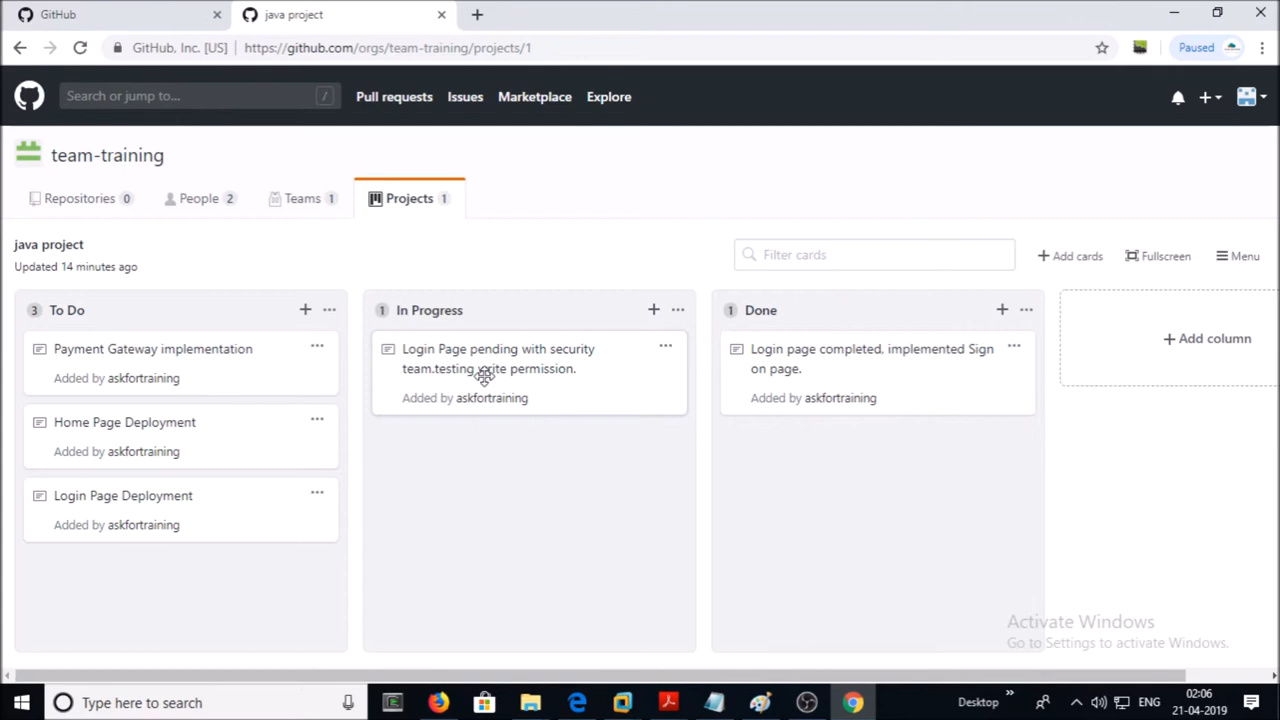 GitHub
java project
GitHub, Inc. [US]
https://github.com/orgs/team-training/projects/1
Paused
Search or jump to...
/
Pull requests
Issues
Marketplace
Explore
team-training
Repositories 0
People 2
Teams 1
Projects 1
java project
Updated 14 minutes ago
Filter cards
+ Add cards
Fullscreen
Menu
3 To Do
Payment Gateway implementation
Added by askfortraining
Home Page Deployment
Added by askfortraining
Login Page Deployment
Added by askfortraining
1 In Progress
Login Page pending with security
team.testing write permission.
Added by askfortraining
1 Done
Login page completed, implemented Sign
on page.
Added by askfortraining
+ Add column
Activate Windows
Go to Settings to activate Windows.
Type here to search
Desktop
ENG
02:06
21-04-2019